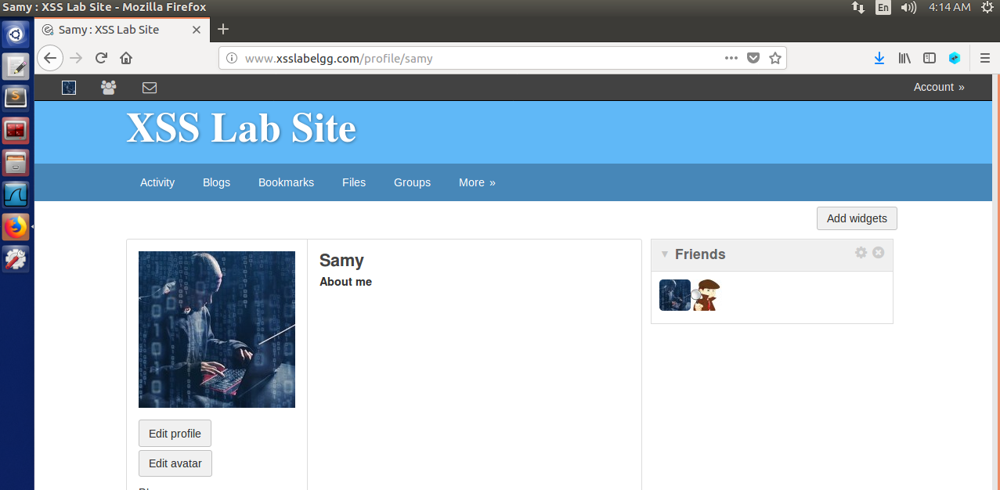 Samy : XSS Lab Site - Mozilla Firefox
En
4:14 AM
Samy : XSS Lab Site
www.xsslabelgg.com/profile/samy
Account »
XSS Lab Site
Activity
Blogs
Bookmarks
Files
Groups
More »
Add widgets
Samy
About me
Friends
Edit profile
Edit avatar